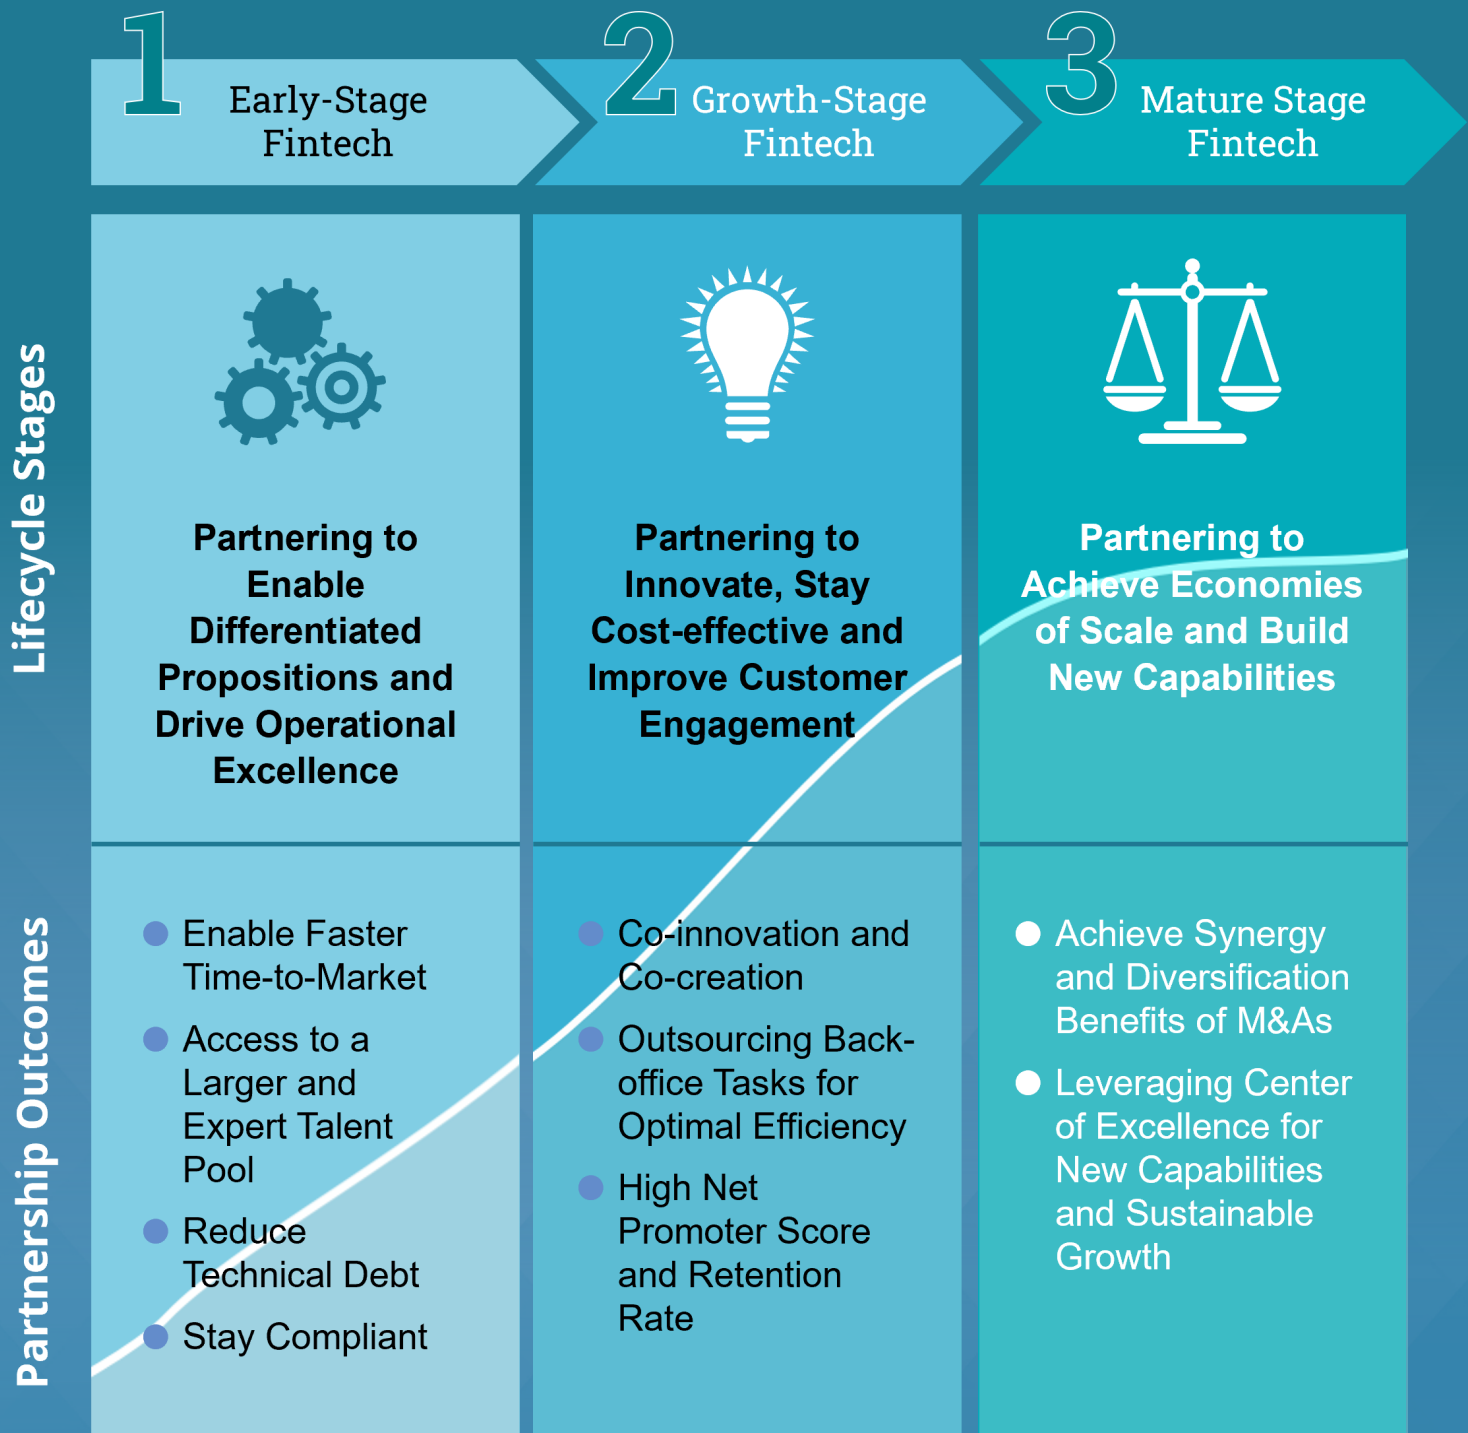 1
Early-Stage
Fintech
2
Growth-Stage
Fintech
3
Mature Stage
Fintech
Lifecycle Stages
Partnering to
Enable
Differentiated
Propositions and
Drive Operational
Excellence
Partnering to
Innovate, Stay
Cost-effective and
Improve Customer
Engagement
Partnering to
Achieve Economies
of Scale and Build
New Capabilities
Partnership Outcomes
Enable Faster
Time-to-Market
Access to a
Larger and
Expert Talent
Pool
Reduce
Technical Debt
Stay Compliant
Co-innovation and
Co-creation
Outsourcing Back-
office Tasks for
Optimal Efficiency
High Net
Promoter Score
and Retention
Rate
Achieve Synergy
and Diversification
Benefits of M&As
Leveraging Center
of Excellence for
New Capabilities
and Sustainable
Growth